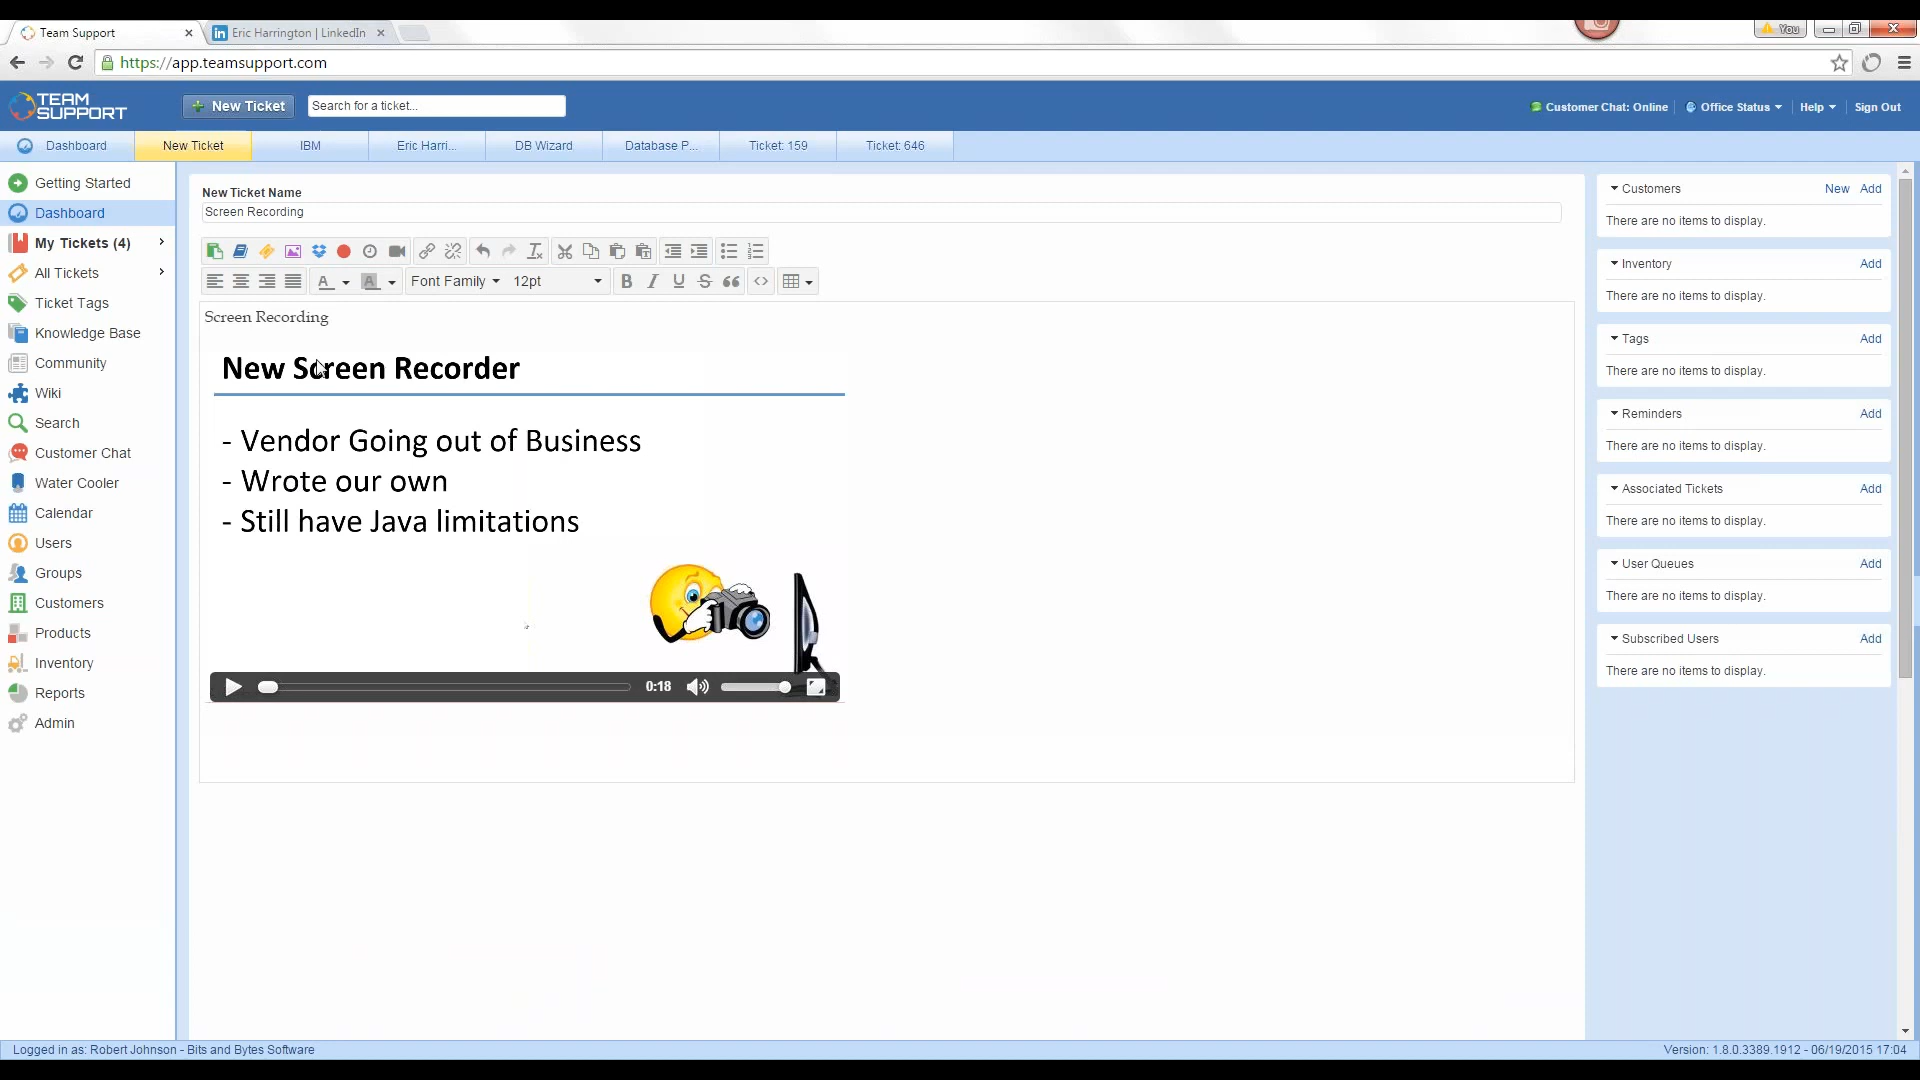 Team Support
Eric Harrington | LinkedIn
You
https://app.teamsupport.com
TEAM
SUPPORT
New Ticket
Search for a ticket...
Customer Chat: Online
Office Status
Help
Sign Out
Dashboard
New Ticket
IBM
Eric Harri...
DB Wizard
Database P...
Ticket: 159
Ticket: 646
Getting Started
Dashboard
My Tickets (4)
All Tickets
Ticket Tags
Knowledge Base
Community
Wiki
Search
Customer Chat
Water Cooler
Calendar
Users
Groups
Customers
Products
Inventory
Reports
Admin
New Ticket Name
Screen Recording
Font Family
12pt
Screen Recording
New Screen Recorder
- Vendor Going out of Business
- Wrote our own
- Still have Java limitations
0:18
Customers New Add
There are no items to display.
Inventory Add
There are no items to display.
Tags Add
There are no items to display.
Reminders Add
There are no items to display.
Associated Tickets Add
There are no items to display.
User Queues Add
There are no items to display.
Subscribed Users Add
There are no items to display.
Logged in as: Robert Johnson - Bits and Bytes Software
Version: 1.8.0.3389.1912 - 06/19/2015 17:04